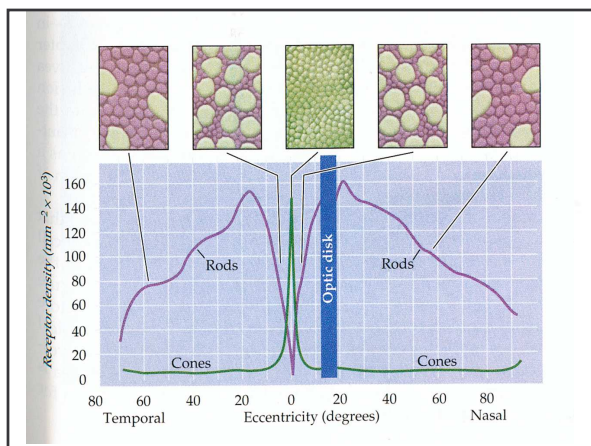 Receptor density (mm⁻² × 10³)
160
140
120
100
80
60
40
20
0
Rods
Rods
Optic disk
Cones
Cones
80 60 40 20 0 20 40 60 80
Temporal Eccentricity (degrees) Nasal